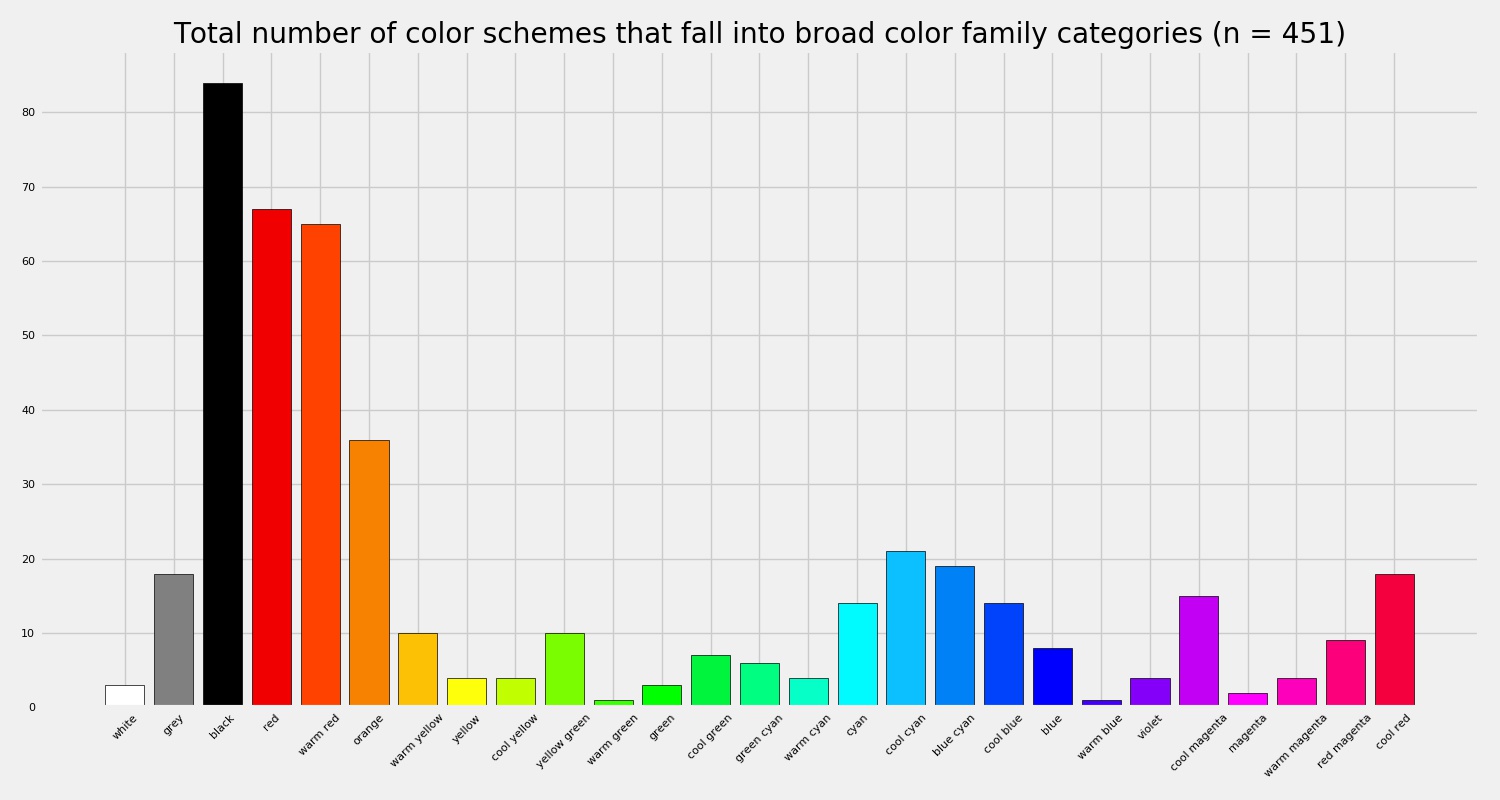 Total number of color schemes that fall into broad color family categories (n = 451)
80
70
60
50
40
30
20
10
0
white
grey
black
red
warm red
orange
warm yellow
yellow
cool yellow
yellow green
warm green
green
cool green
green cyan
warm cyan
cyan
cool cyan
blue cyan
cool blue
blue
warm blue
violet
cool magenta
magenta
warm magenta
red magenta
cool red